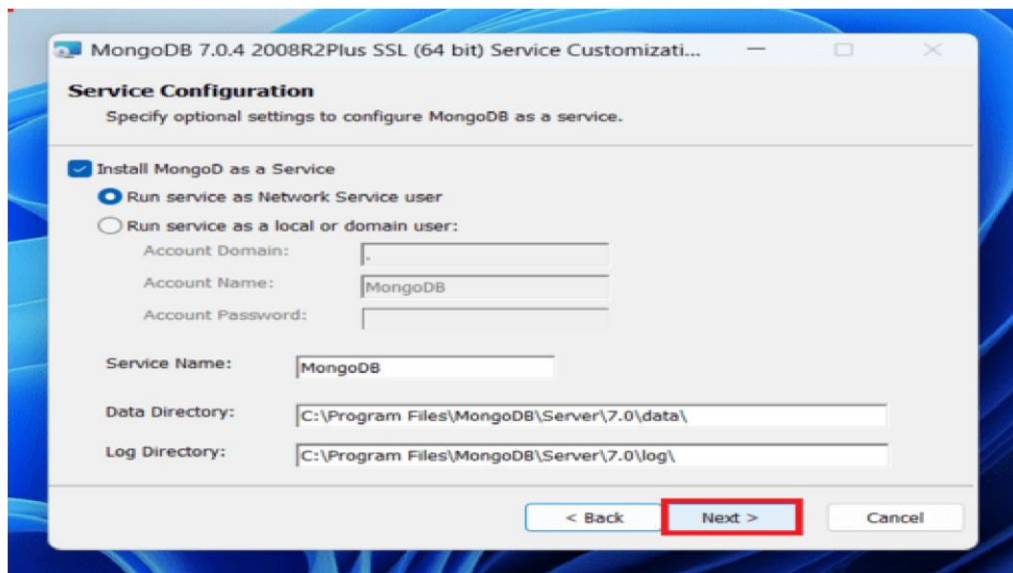 MongoDB 7.0.4 2008R2Plus SSL (64 bit) Service Customizati...
Service Configuration
Specify optional settings to configure MongoDB as a service.
Install MongoD as a Service
Run service as Network Service user
Run service as a local or domain user:
Account Domain:
.
Account Name:
MongoDB
Account Password:
Service Name:
MongoDB
Data Directory:
C:\Program Files\MongoDB\Server\7.0\data\
Log Directory:
C:\Program Files\MongoDB\Server\7.0\log\
< Back
Next >
Cancel